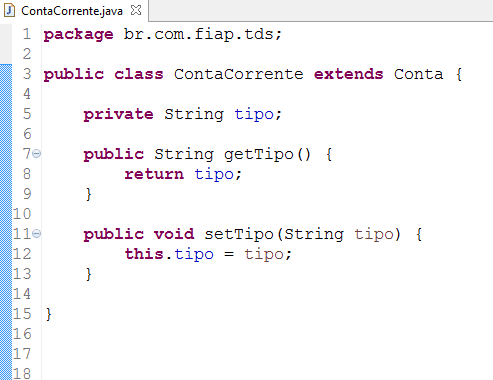 ContaCorrente.java
1 package br.com.fiap.tds;
2
3 public class ContaCorrente extends Conta {
4
5     private String tipo;
6
7     public String getTipo() {
8         return tipo;
9     }
10
11     public void setTipo(String tipo) {
12         this.tipo = tipo;
13     }
14
15 }
16
17
18